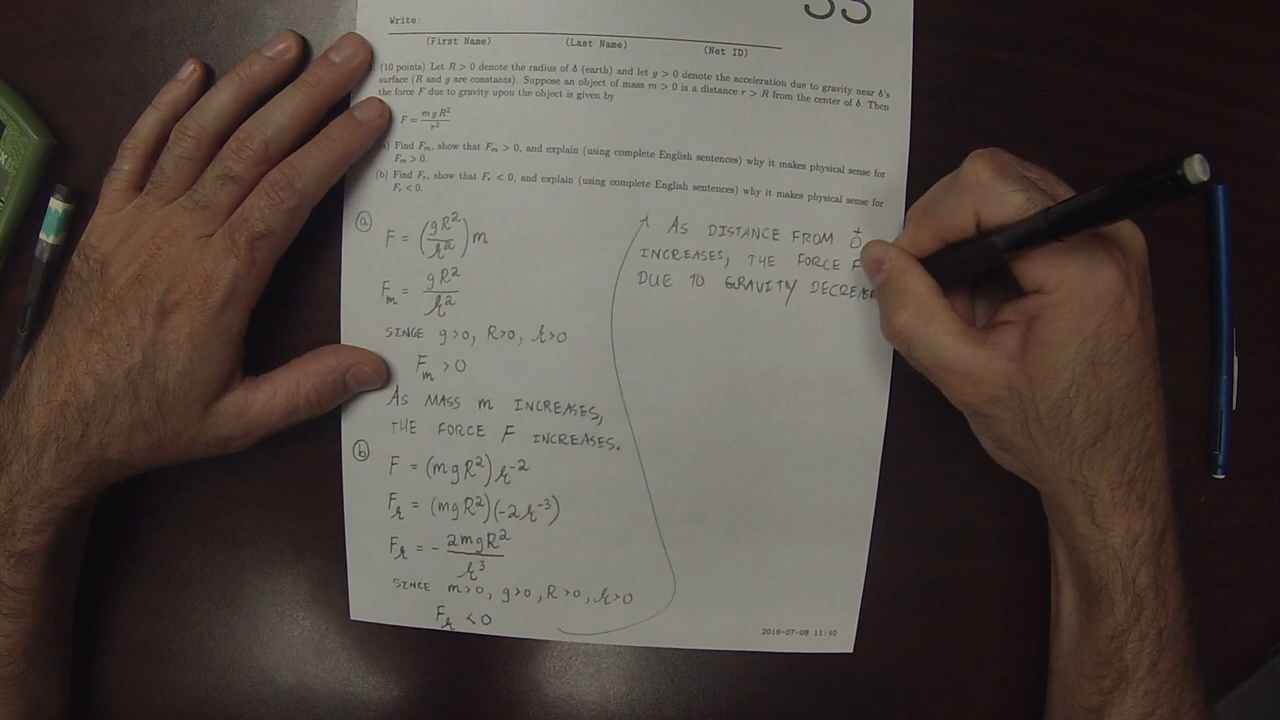 33
Write:
(First Name) (Last Name) (Net ID)
(10 points) Let R > 0 denote the radius of ♁ (earth) and let g > 0 denote the acceleration due to gravity near ♁'s
surface (R and g are constants). Suppose an object of mass m > 0 is a distance r > R from the center of ♁. Then
the force F due to gravity upon the object is given by
F = mgR²/r²
a) Find Fₘ, show that Fₘ > 0, and explain (using complete English sentences) why it makes physical sense for
Fₘ > 0.
(b) Find Fᵣ, show that Fᵣ < 0, and explain (using complete English sentences) why it makes physical sense for
Fᵣ < 0.
ⓐ
F = (gR²/r²) m
Fₘ = gR²/r²
SINCE g>0, R>0, r>0
Fₘ > 0
AS MASS m INCREASES,
THE FORCE F INCREASES.
ⓑ
F = (mgR²) r⁻²
Fᵣ = (mgR²)(-2r⁻³)
Fᵣ = - 2mgR²/r³
SINCE m>0, g>0, R>0, r>0
Fᵣ < 0
AS DISTANCE FROM ♁
INCREASES, THE FORCE F
DUE TO GRAVITY DECREAS
2016-07-08 11:40